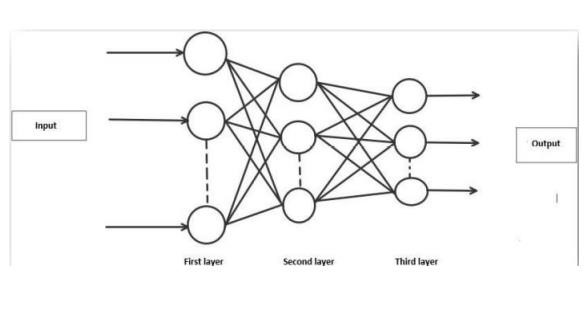 Input
Output
First layer
Second layer
Third layer